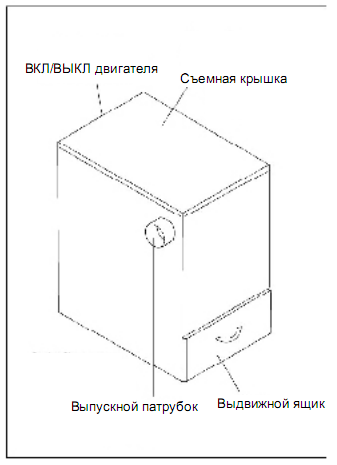 ВКЛ/ВЫКЛ двигателя
Съемная крышка
Выпускной патрубок
Выдвижной ящик